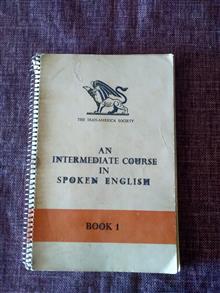 THE IRAN-AMERICA SOCIETY
AN
INTERMEDIATE COURSE
IN
SPOKEN ENGLISH
BOOK 1